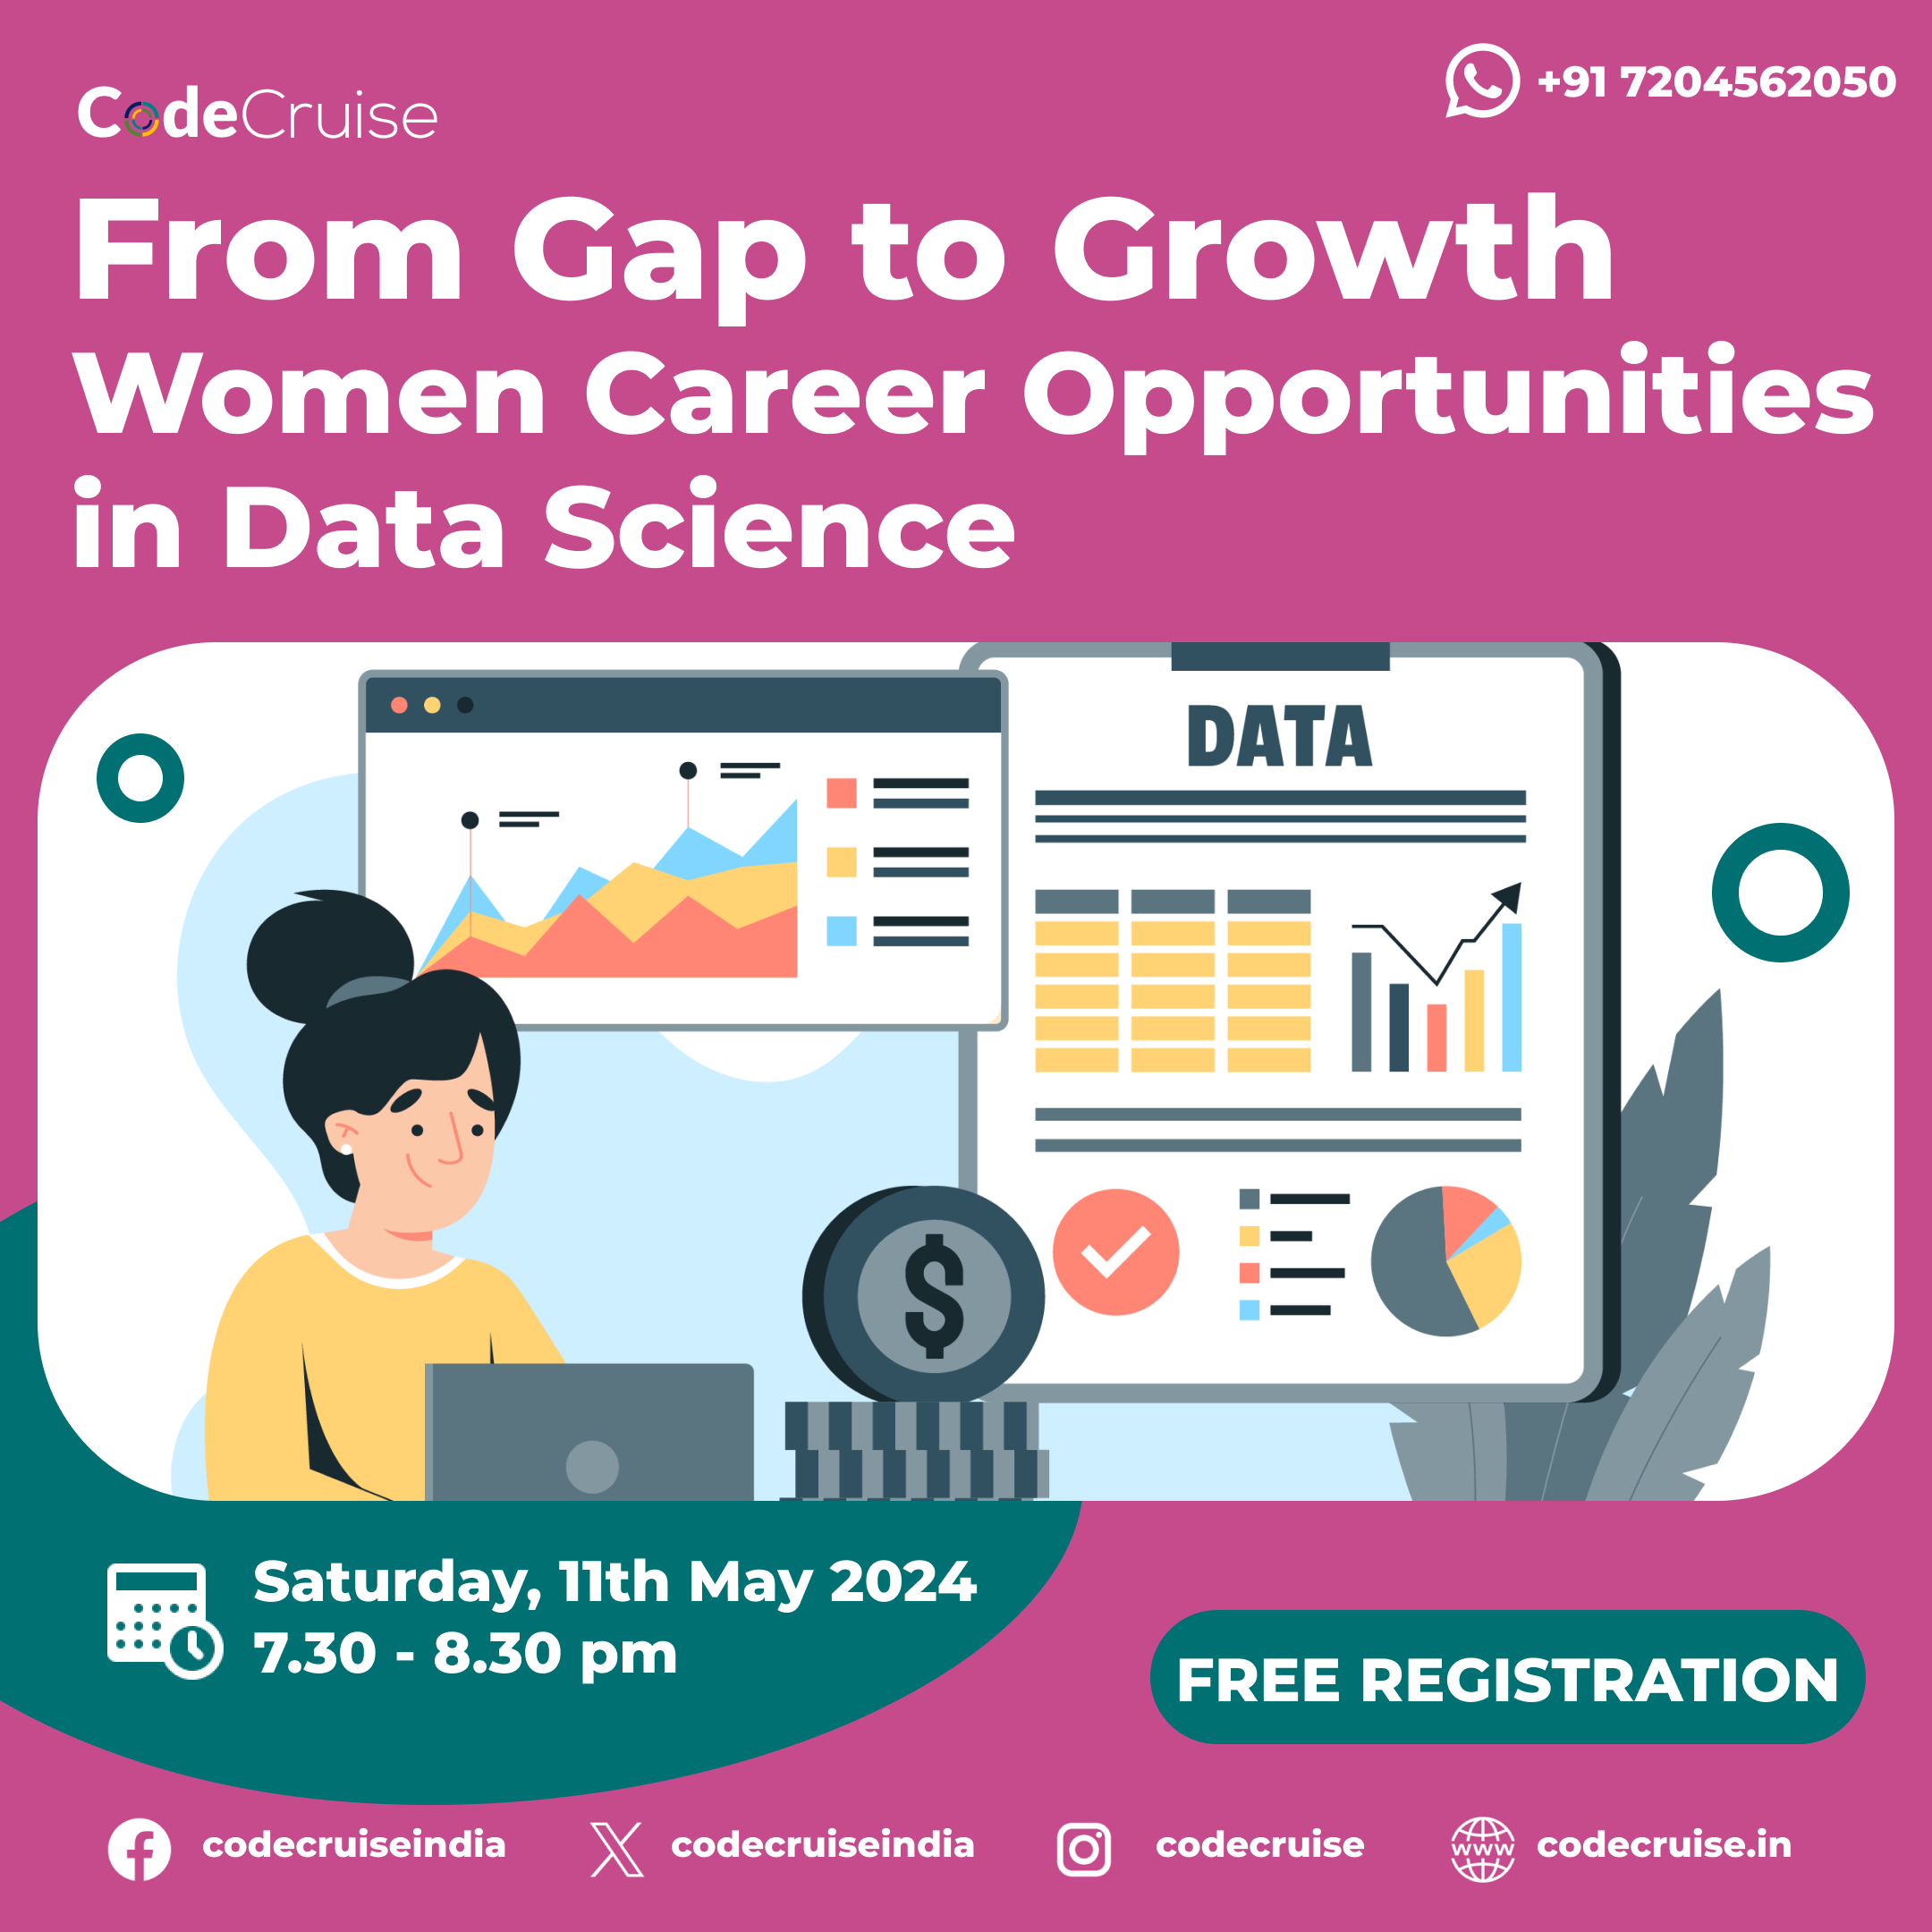 CodeCruise
+91 7204562050
From Gap to Growth
Women Career Opportunities
in Data Science
DATA
$
Saturday, 11th May 2024
7.30 - 8.30 pm
FREE REGISTRATION
codecruiseindia
codecruiseindia
codecruise
www
codecruise.in